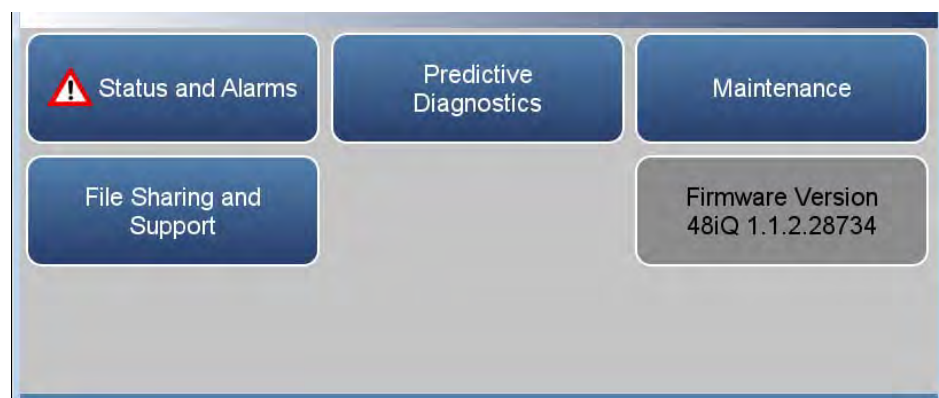 Status and Alarms
Predictive
Diagnostics
Maintenance
File Sharing and
Support
Firmware Version
48iQ 1.1.2.28734